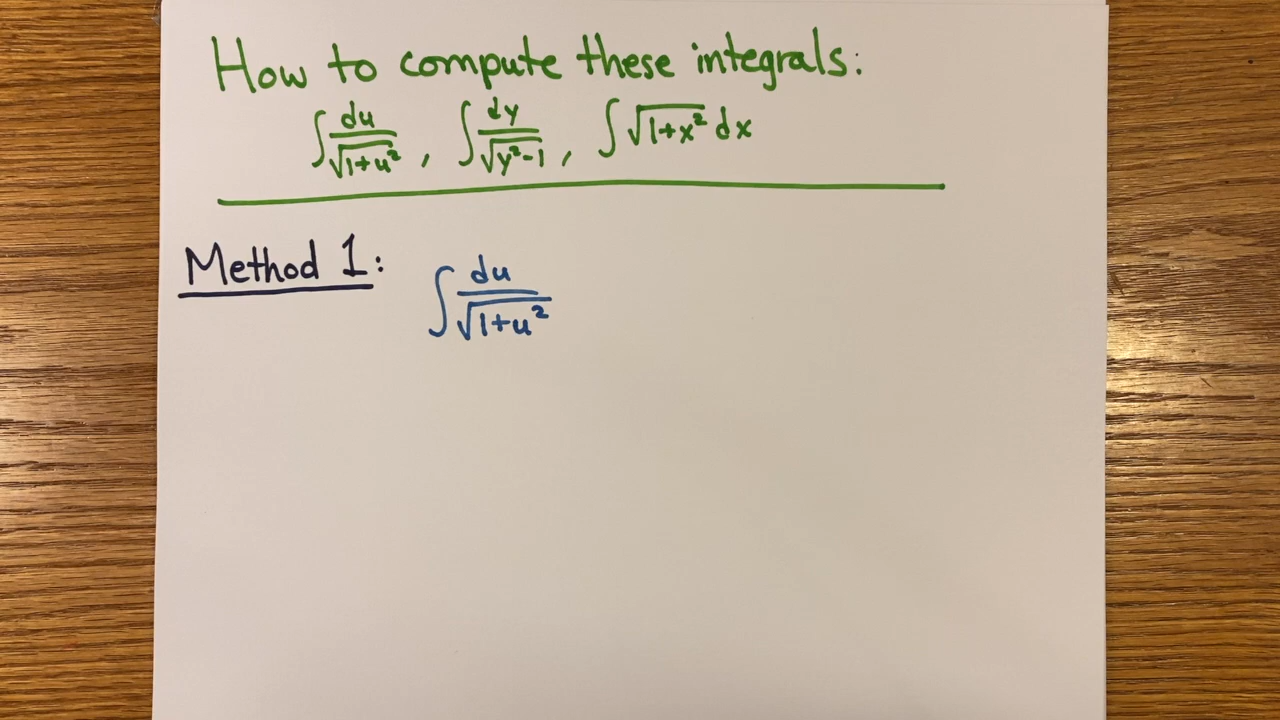 How to compute these integrals:
∫ du/√(1+u²) , ∫ dy/√(y²-1) , ∫ √(1+x²) dx
Method 1: ∫ du/√(1+u²)